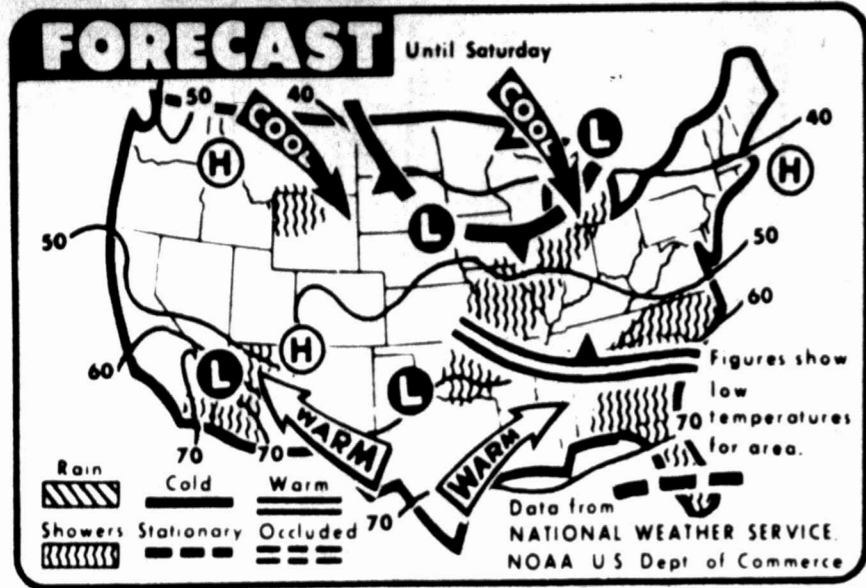 FORECAST
Until Saturday
50
40
COOL
COOL
L
40
H
H
50
L
50
60
H
60
L
L
Figures show
low
temperatures
for area.
70
WARM
WARM
70
70
70
Rain
Cold
Warm
Showers
Stationary
Occluded
Data from
NATIONAL WEATHER SERVICE.
NOAA U S Dept of Commerce